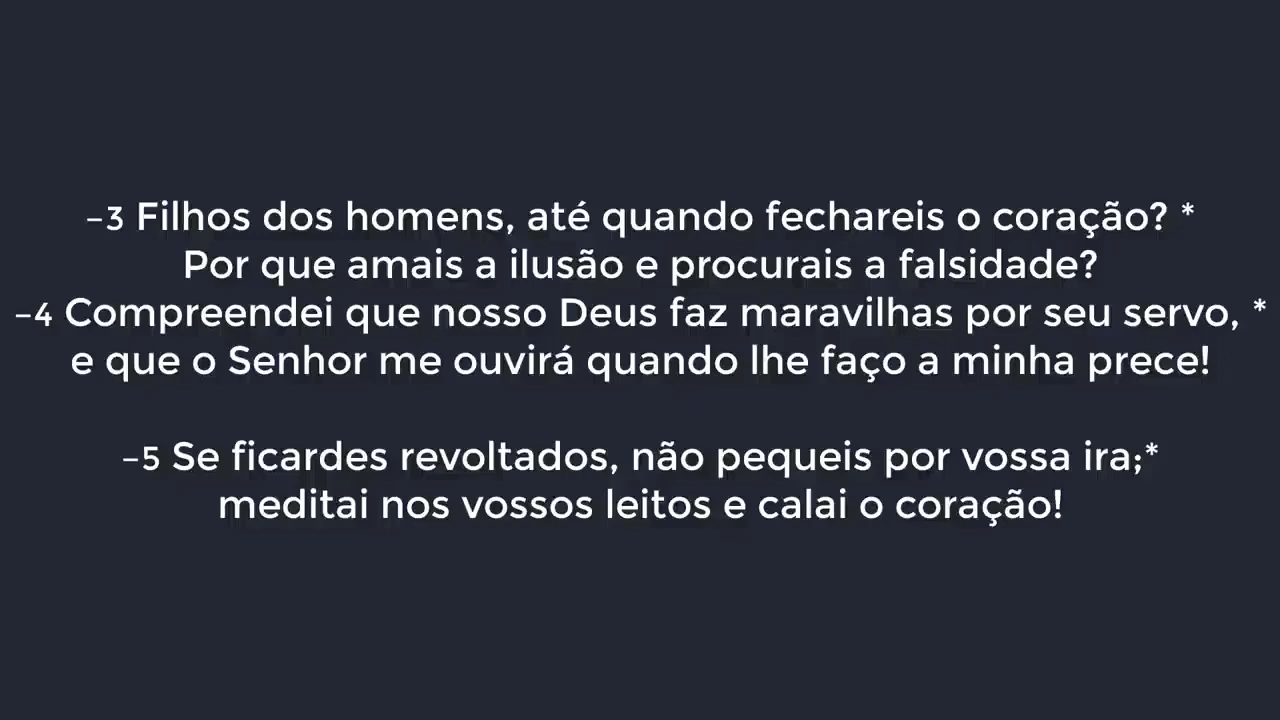 –3 Filhos dos homens, até quando fechareis o coração? *
Por que amais a ilusão e procurais a falsidade?
–4 Compreendei que nosso Deus faz maravilhas por seu servo, *
e que o Senhor me ouvirá quando lhe faço a minha prece!
–5 Se ficardes revoltados, não pequeis por vossa ira;*
meditai nos vossos leitos e calai o coração!